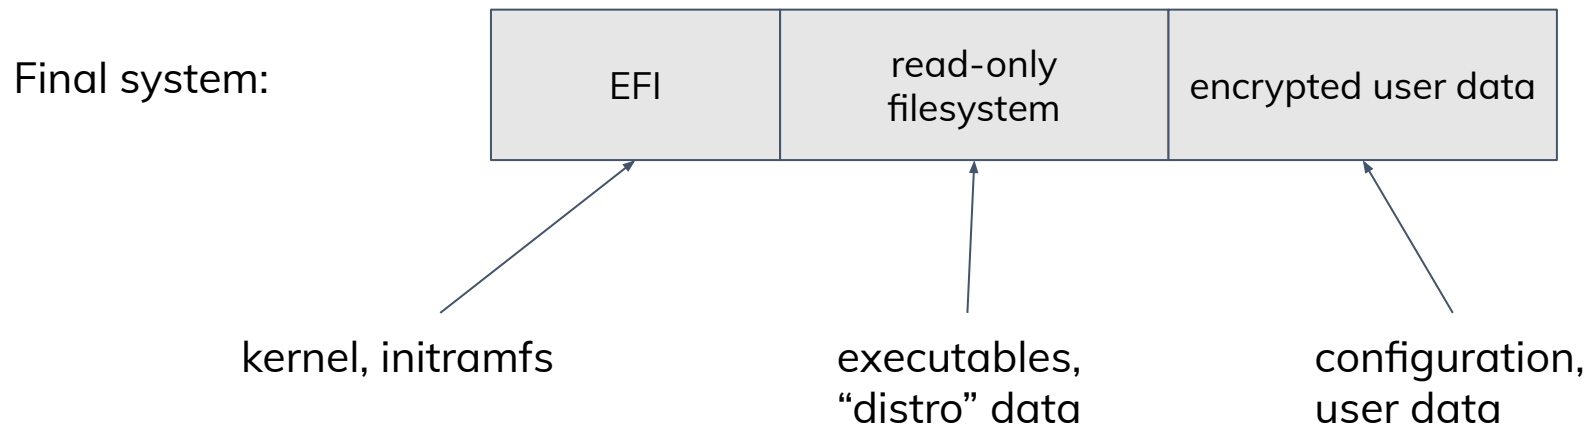 Final system:
EFI
read-only
filesystem
encrypted user data
kernel, initramfs
executables,
“distro” data
configuration,
user data